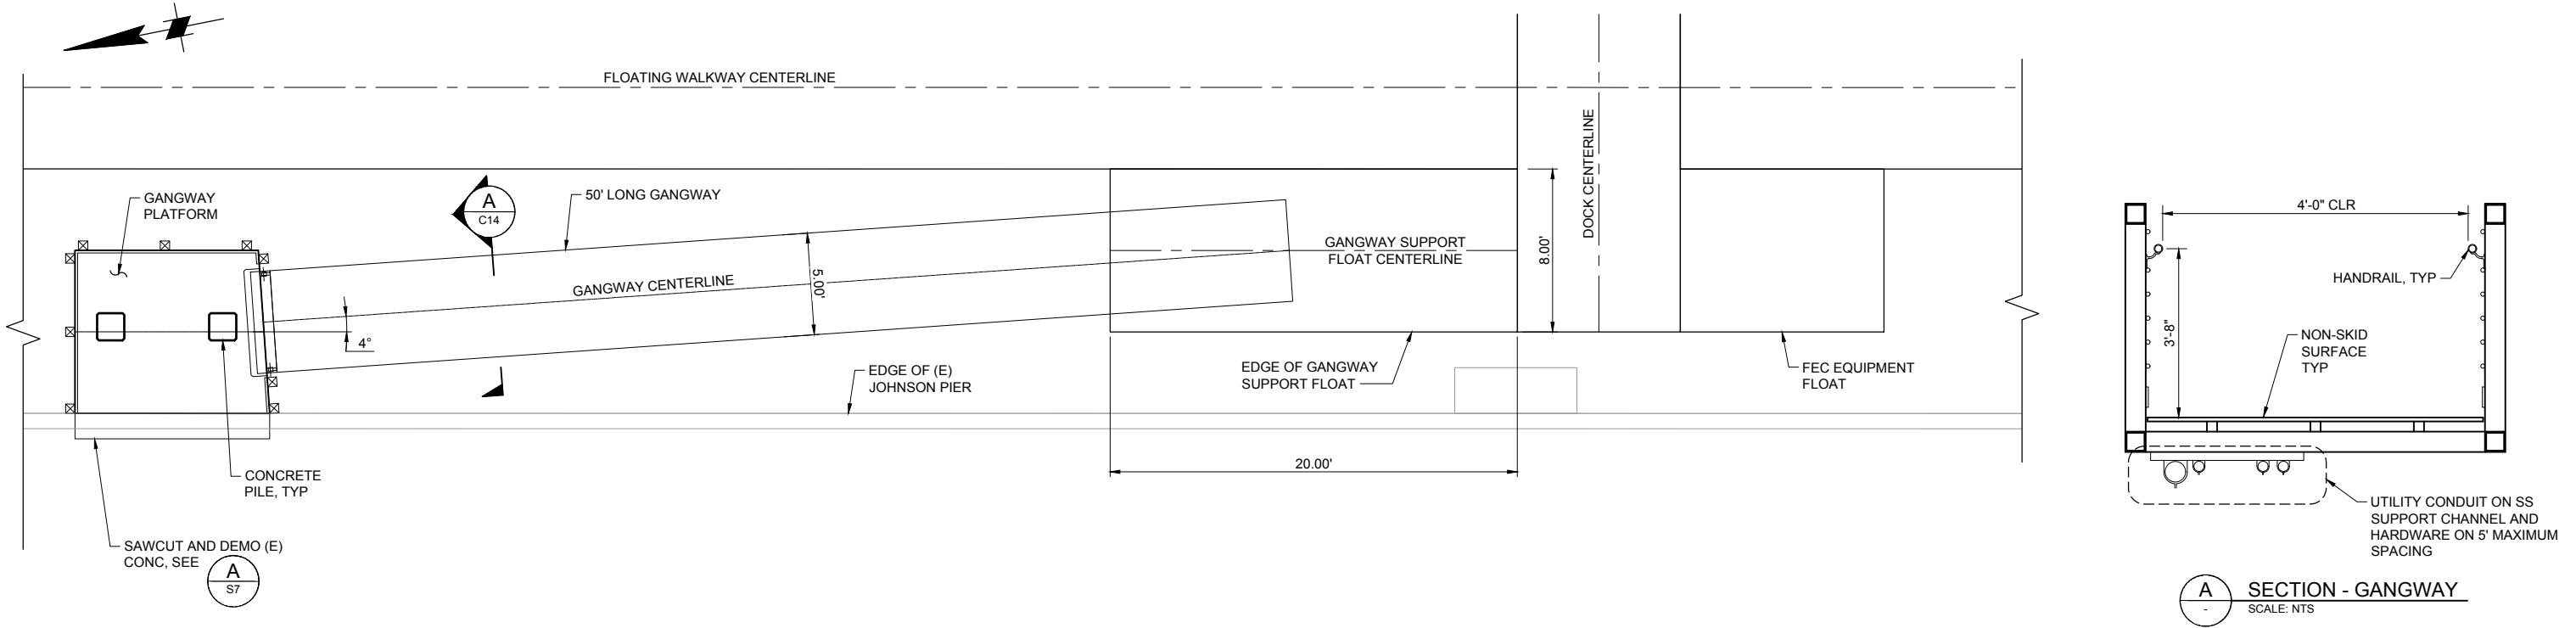 FLOATING WALKWAY CENTERLINE
GANGWAY
PLATFORM
A
C14
50' LONG GANGWAY
GANGWAY CENTERLINE
5.00'
4°
GANGWAY SUPPORT
FLOAT CENTERLINE
8.00'
DOCK CENTERLINE
EDGE OF (E)
JOHNSON PIER
EDGE OF GANGWAY
SUPPORT FLOAT
FEC EQUIPMENT
FLOAT
20.00'
CONCRETE
PILE, TYP
SAWCUT AND DEMO (E)
CONC, SEE
A
S7
4'-0" CLR
HANDRAIL, TYP
3'-8"
NON-SKID
SURFACE
TYP
UTILITY CONDUIT ON SS
SUPPORT CHANNEL AND
HARDWARE ON 5' MAXIMUM
SPACING
A
-
SECTION - GANGWAY
SCALE: NTS